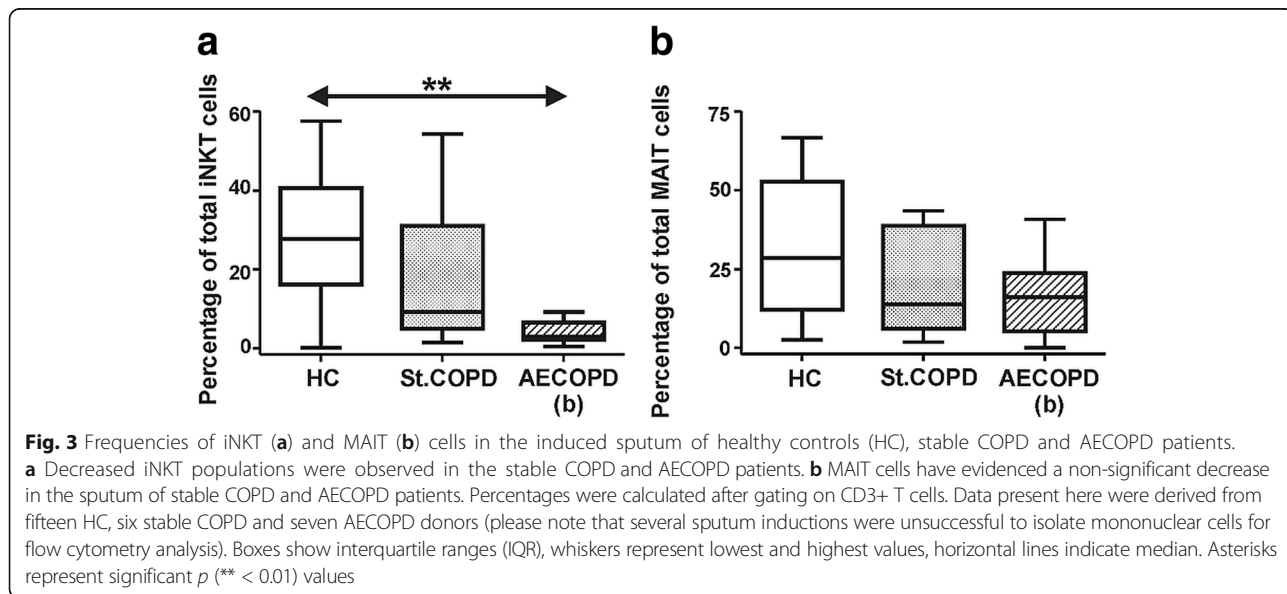 a
b
**
Percentage of total iNKT cells
60
40
20
0
HC
St.COPD
AECOPD
(b)
Percentage of total MAIT cells
75
50
25
0
HC
St.COPD
AECOPD
(b)
Fig. 3 Frequencies of iNKT (a) and MAIT (b) cells in the induced sputum of healthy controls (HC), stable COPD and AECOPD patients.
a Decreased iNKT populations were observed in the stable COPD and AECOPD patients. b MAIT cells have evidenced a non-significant decrease
in the sputum of stable COPD and AECOPD patients. Percentages were calculated after gating on CD3+ T cells. Data present here were derived from
fifteen HC, six stable COPD and seven AECOPD donors (please note that several sputum inductions were unsuccessful to isolate mononuclear cells for
flow cytometry analysis). Boxes show interquartile ranges (IQR), whiskers represent lowest and highest values, horizontal lines indicate median. Asterisks
represent significant p (** < 0.01) values